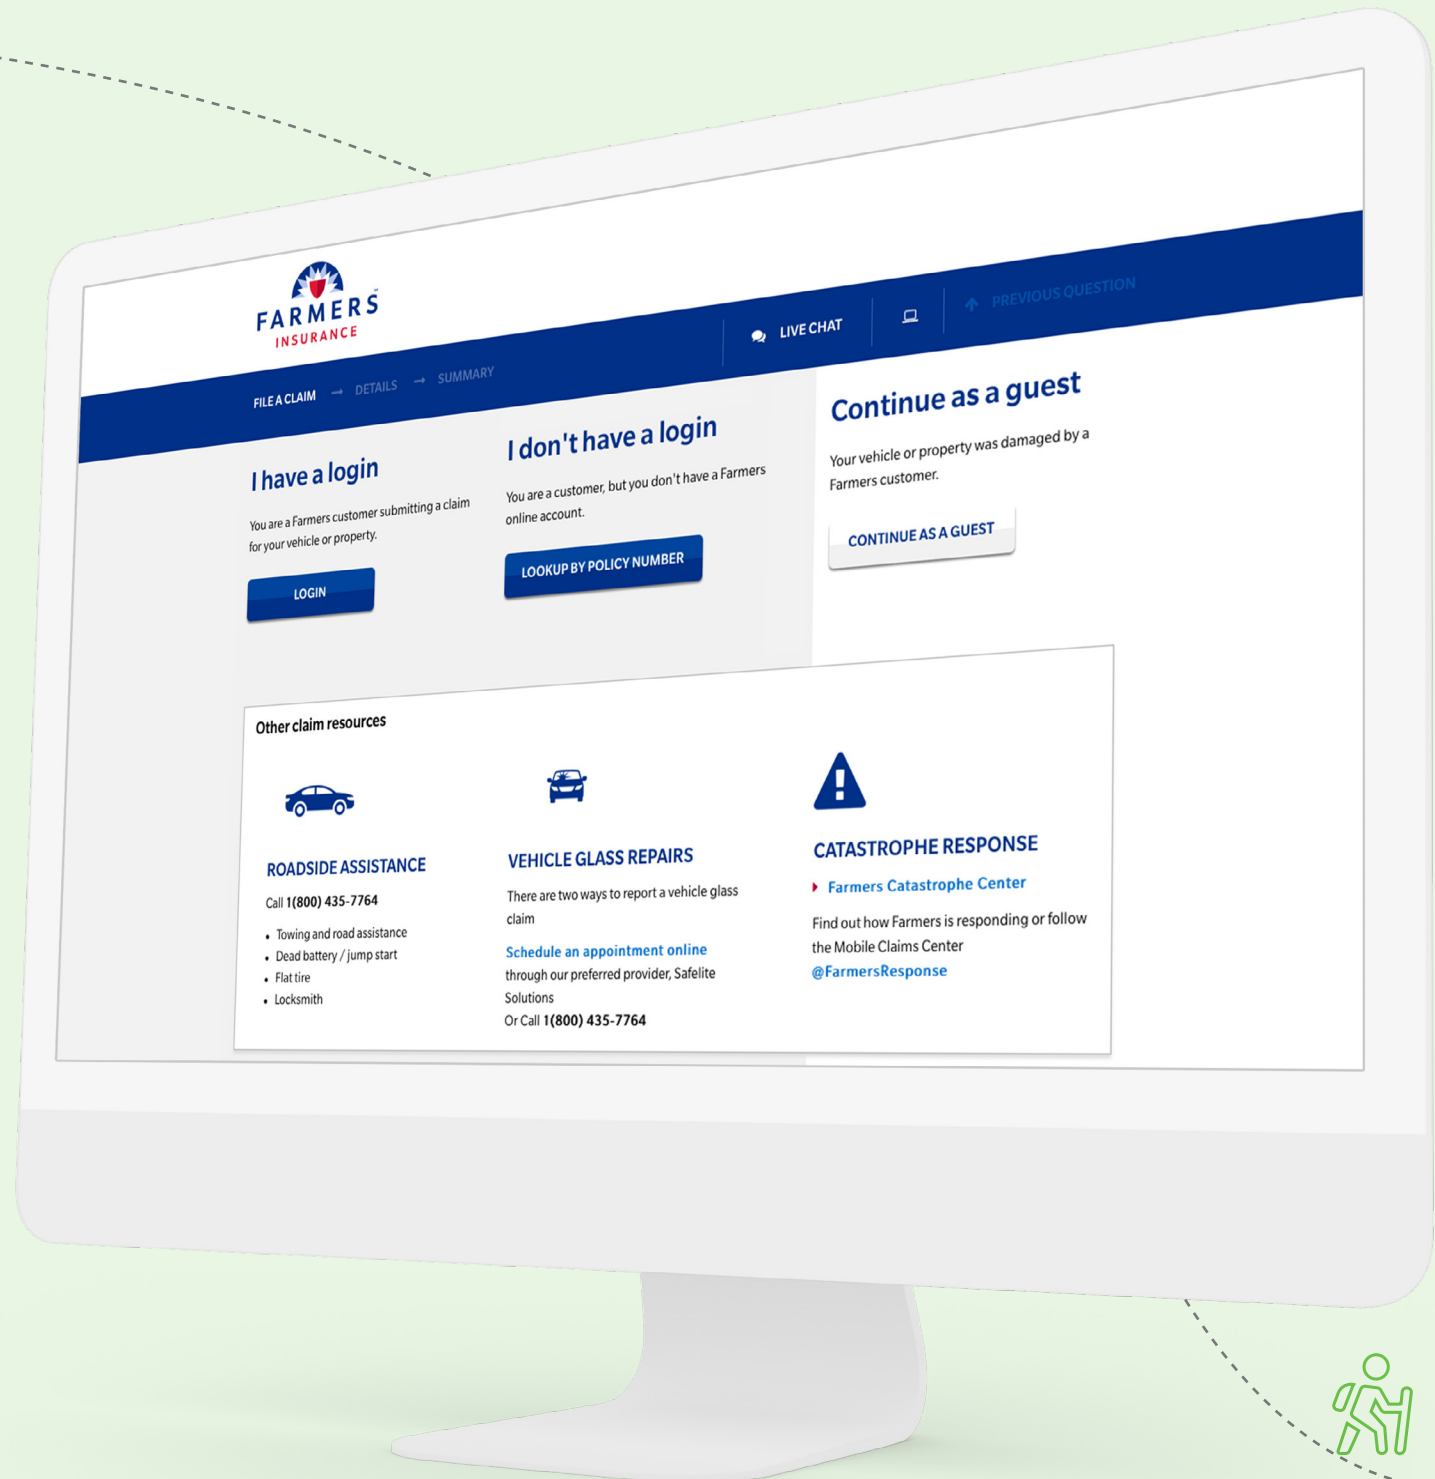 FARMERS
INSURANCE
FILE A CLAIM → DETAILS → SUMMARY
LIVE CHAT
PREVIOUS QUESTION
I have a login
You are a Farmers customer submitting a claim
for your vehicle or property.
LOGIN
I don't have a login
You are a customer, but you don't have a Farmers
online account.
LOOKUP BY POLICY NUMBER
Continue as a guest
Your vehicle or property was damaged by a
Farmers customer.
CONTINUE AS A GUEST
Other claim resources
ROADSIDE ASSISTANCE
Call 1(800) 435-7764
• Towing and road assistance
• Dead battery / jump start
• Flat tire
• Locksmith
VEHICLE GLASS REPAIRS
There are two ways to report a vehicle glass
claim
Schedule an appointment online
through our preferred provider, Safelite
Solutions
Or Call 1(800) 435-7764
CATASTROPHE RESPONSE
Farmers Catastrophe Center
Find out how Farmers is responding or follow
the Mobile Claims Center
@FarmersResponse